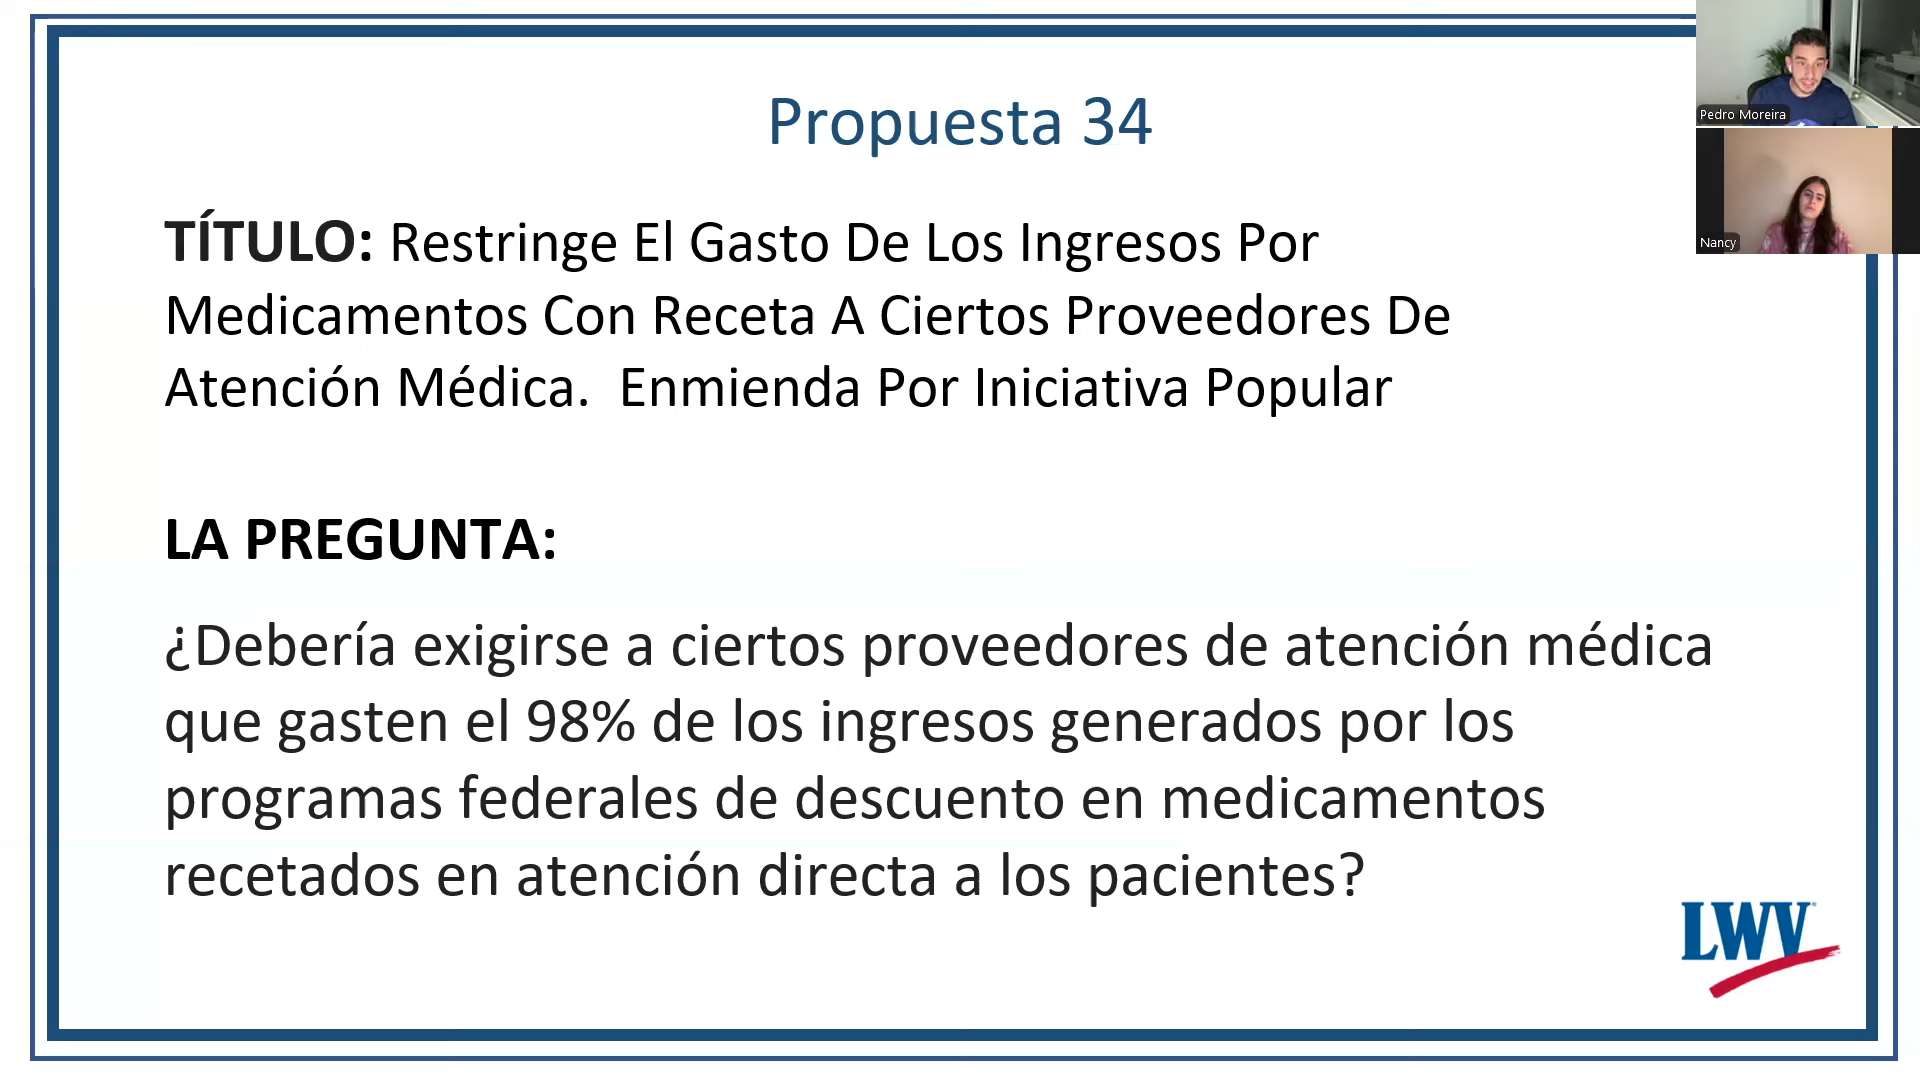 Propuesta 34
TÍTULO: Restringe El Gasto De Los Ingresos Por
Medicamentos Con Receta A Ciertos Proveedores De
Atención Médica.  Enmienda Por Iniciativa Popular
LA PREGUNTA:
¿Debería exigirse a ciertos proveedores de atención médica
que gasten el 98% de los ingresos generados por los
programas federales de descuento en medicamentos
recetados en atención directa a los pacientes?
LWV
Pedro Moreira
Nancy